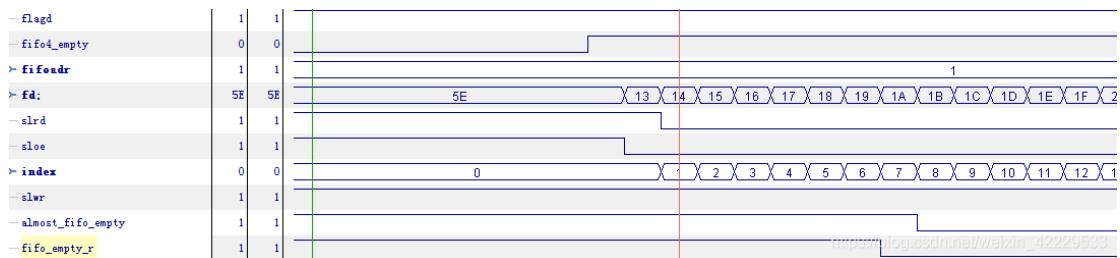 flagd 1 1
fifo4_empty 0 0
fifoadr 1 1 1
fd: 5E 5E 5E 13 14 15 16 17 18 19 1A 1B 1C 1D 1E 1F 2
slrd 1 1
sloe 1 1
index 0 0 0 1 2 3 4 5 6 7 8 9 10 11 12 1
slwr 1 1
almost_fifo_empty 1 1
fifo_empty_r 1 1
https://blog.csdn.net/weixin_42229533